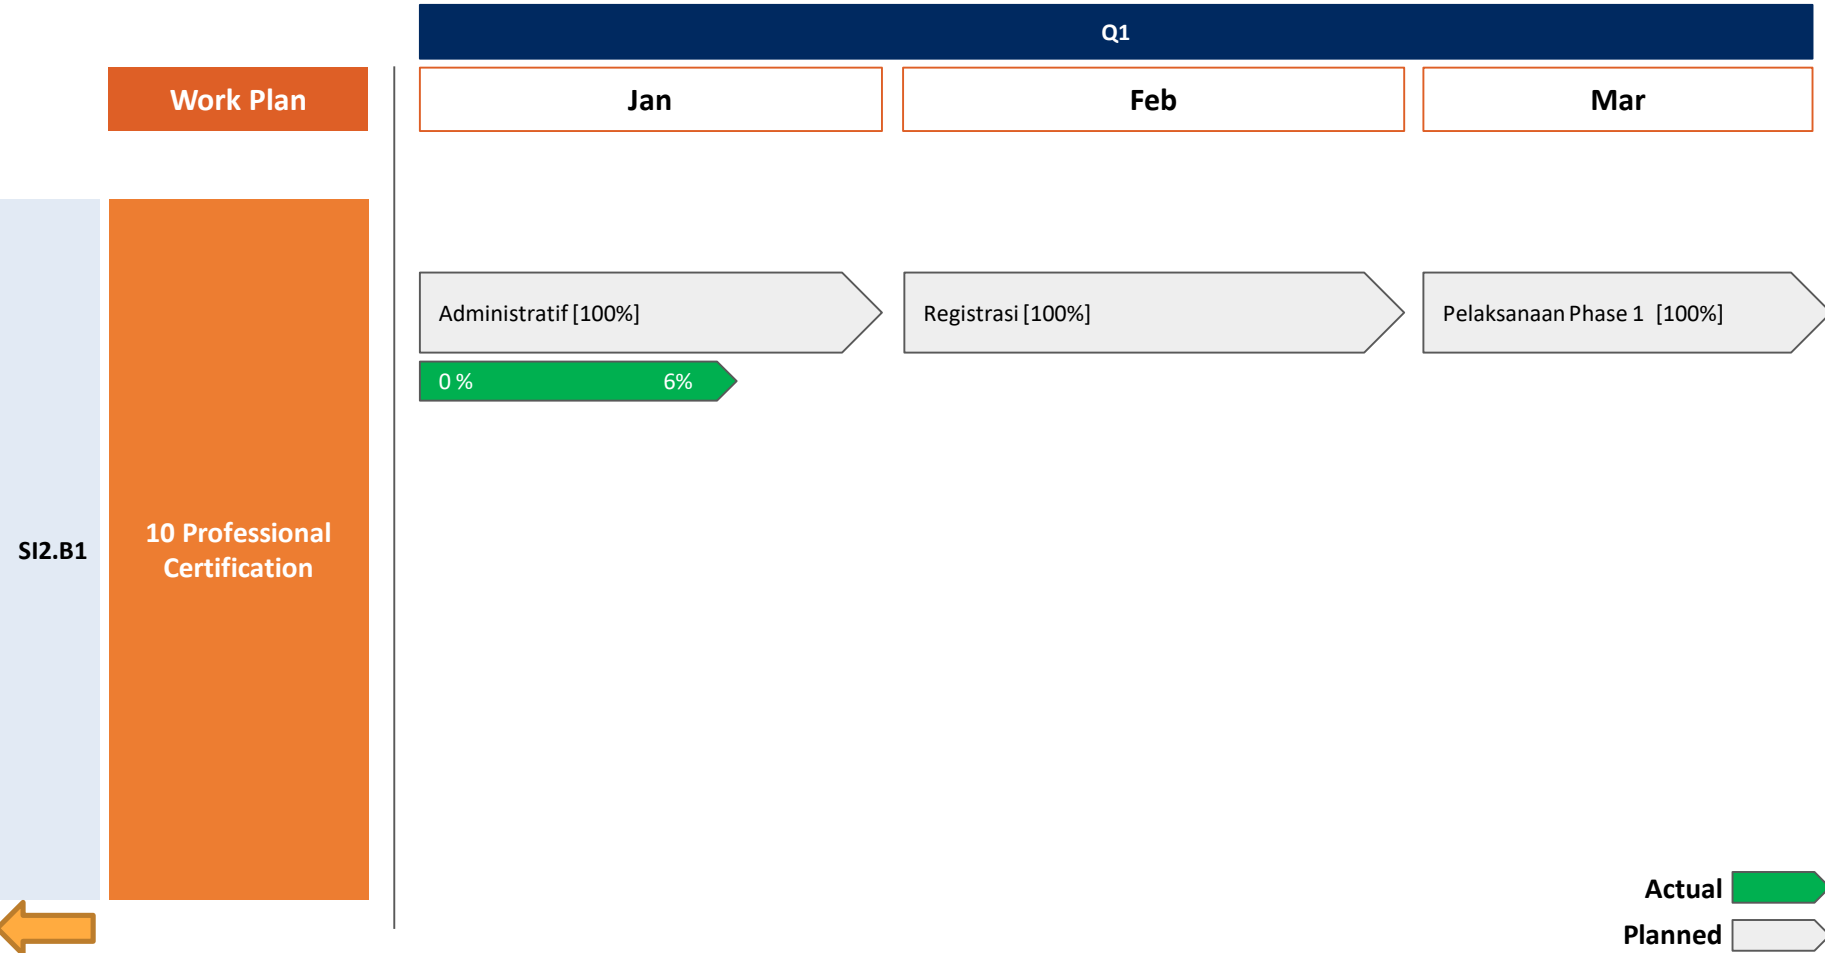 Q1
Work Plan
Jan
Feb
Mar
Administratif [100%]
Registrasi [100%]
Pelaksanaan Phase 1 [100%]
0 %
6%
SI2.B1
10 Professional
Certification
Actual
Planned